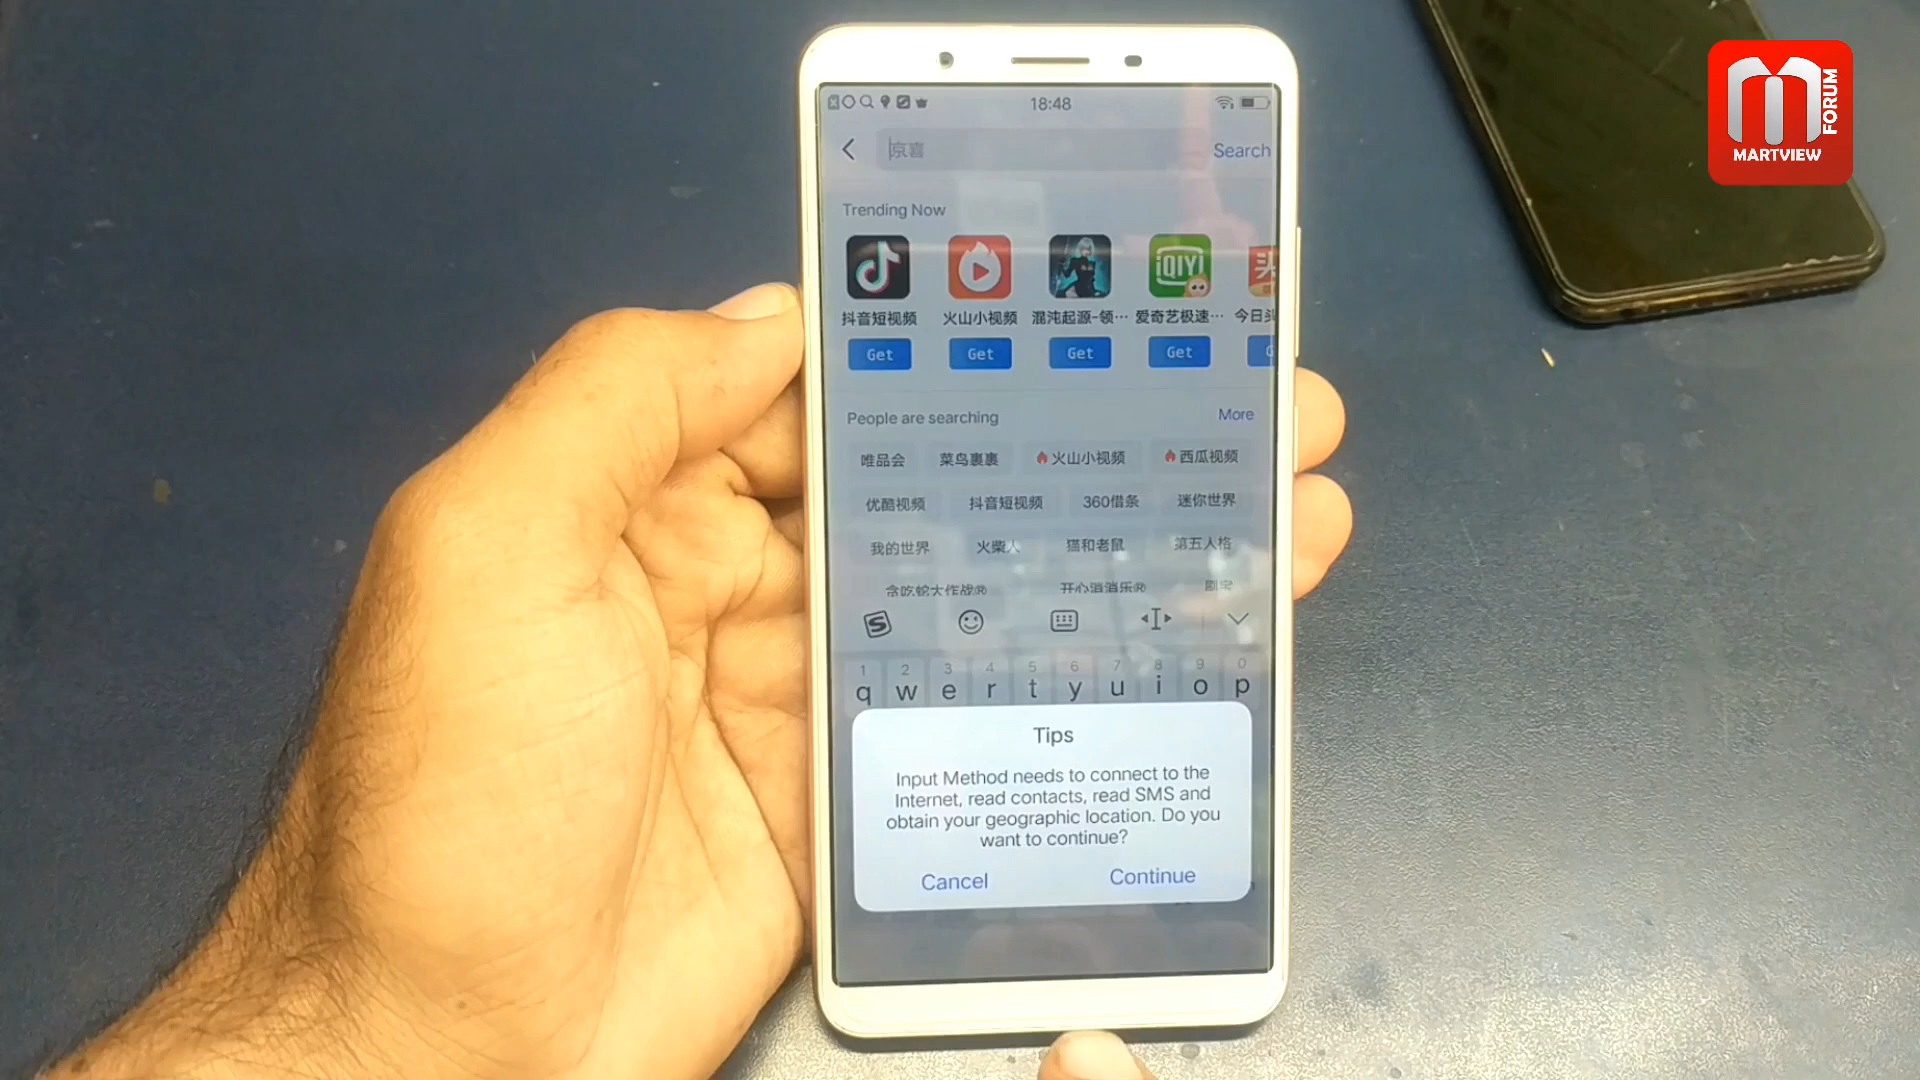 18:48
京喜
Search
Trending Now
iQIYI
头
抖音短视频 火山小视频 混沌起源-领… 爱奇艺极速… 今日头
Get Get Get Get G
People are searching
More
唯品会 菜鸟裹裹 火山小视频 西瓜视频
优酷视频 抖音短视频 360借条 迷你世界
我的世界 火柴人 猫和老鼠 第五人格
贪吃蛇大作战® 开心消消乐®
S
1 2 3 4 5 6 7 8 9 0
q w e r t y u i o p
Tips
Input Method needs to connect to the
Internet, read contacts, read SMS and
obtain your geographic location. Do you
want to continue?
Cancel
Continue
M FORUM
MARTVIEW